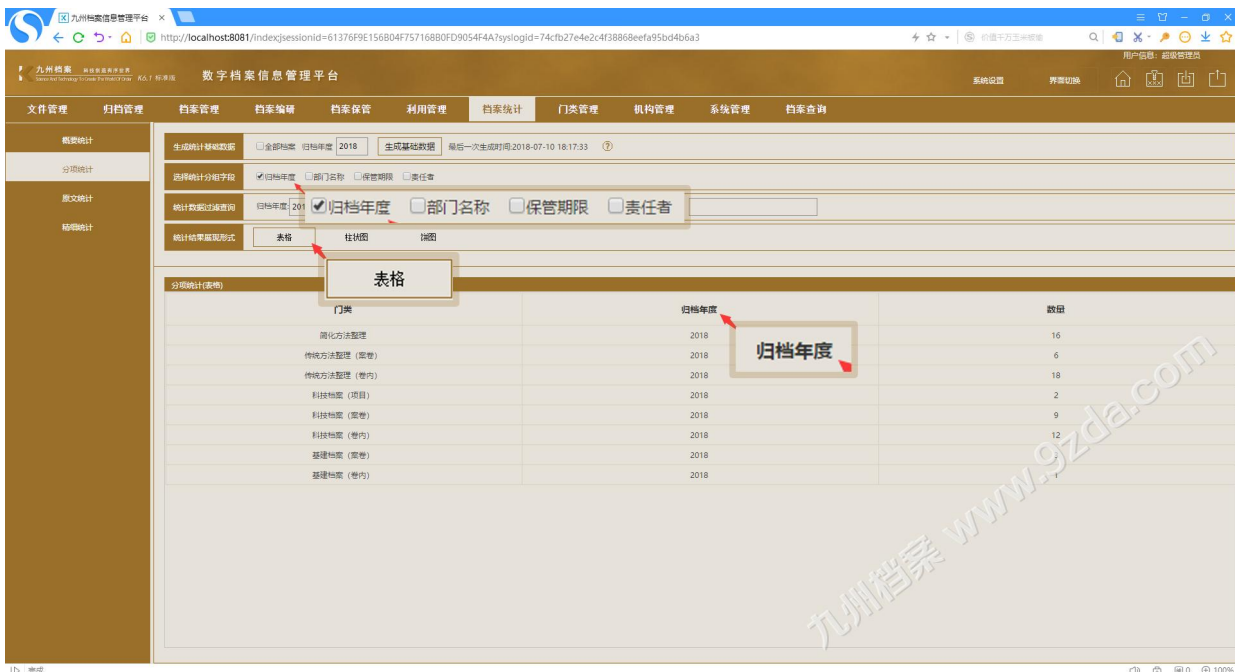 九州档案信息管理平台 ×
http://localhost:8081/indexjsessionid=61376F9E156B04F757168B0FD9054F4A?syslogid=74cfb27e4e2c4f38868eefa95bd4b6a3
用户信息：超级管理员
九州档案 K6.1 标准版 数字档案信息管理平台
系统设置 界面切换
文件管理 归档管理 档案管理 档案编研 档案保管 利用管理 档案统计 门类管理 机构管理 系统管理 档案查询
概要统计
分项统计
原文统计
精细统计
生成统计基础数据 全部档案 归档年度 2018 生成基础数据 最后一次生成时间:2018-07-10 18:17:33 ?
选择统计分组字段 归档年度 部门名称 保管期限 责任者
统计数据过滤查询 归档年度: 201
归档年度 部门名称 保管期限 责任者
统计结果展现形式 表格 柱状图 饼图
表格
分项统计(表格)
门类 归档年度 数量
归档年度
简化方法整理 2018 16
传统方法整理（案卷） 2018 6
传统方法整理（卷内） 2018 18
科技档案（项目） 2018 2
科技档案（案卷） 2018 9
科技档案（卷内） 2018 12
基建档案（案卷） 2018
基建档案（卷内） 2018 1
九州档案 www.9zda.com
完成
0 100%